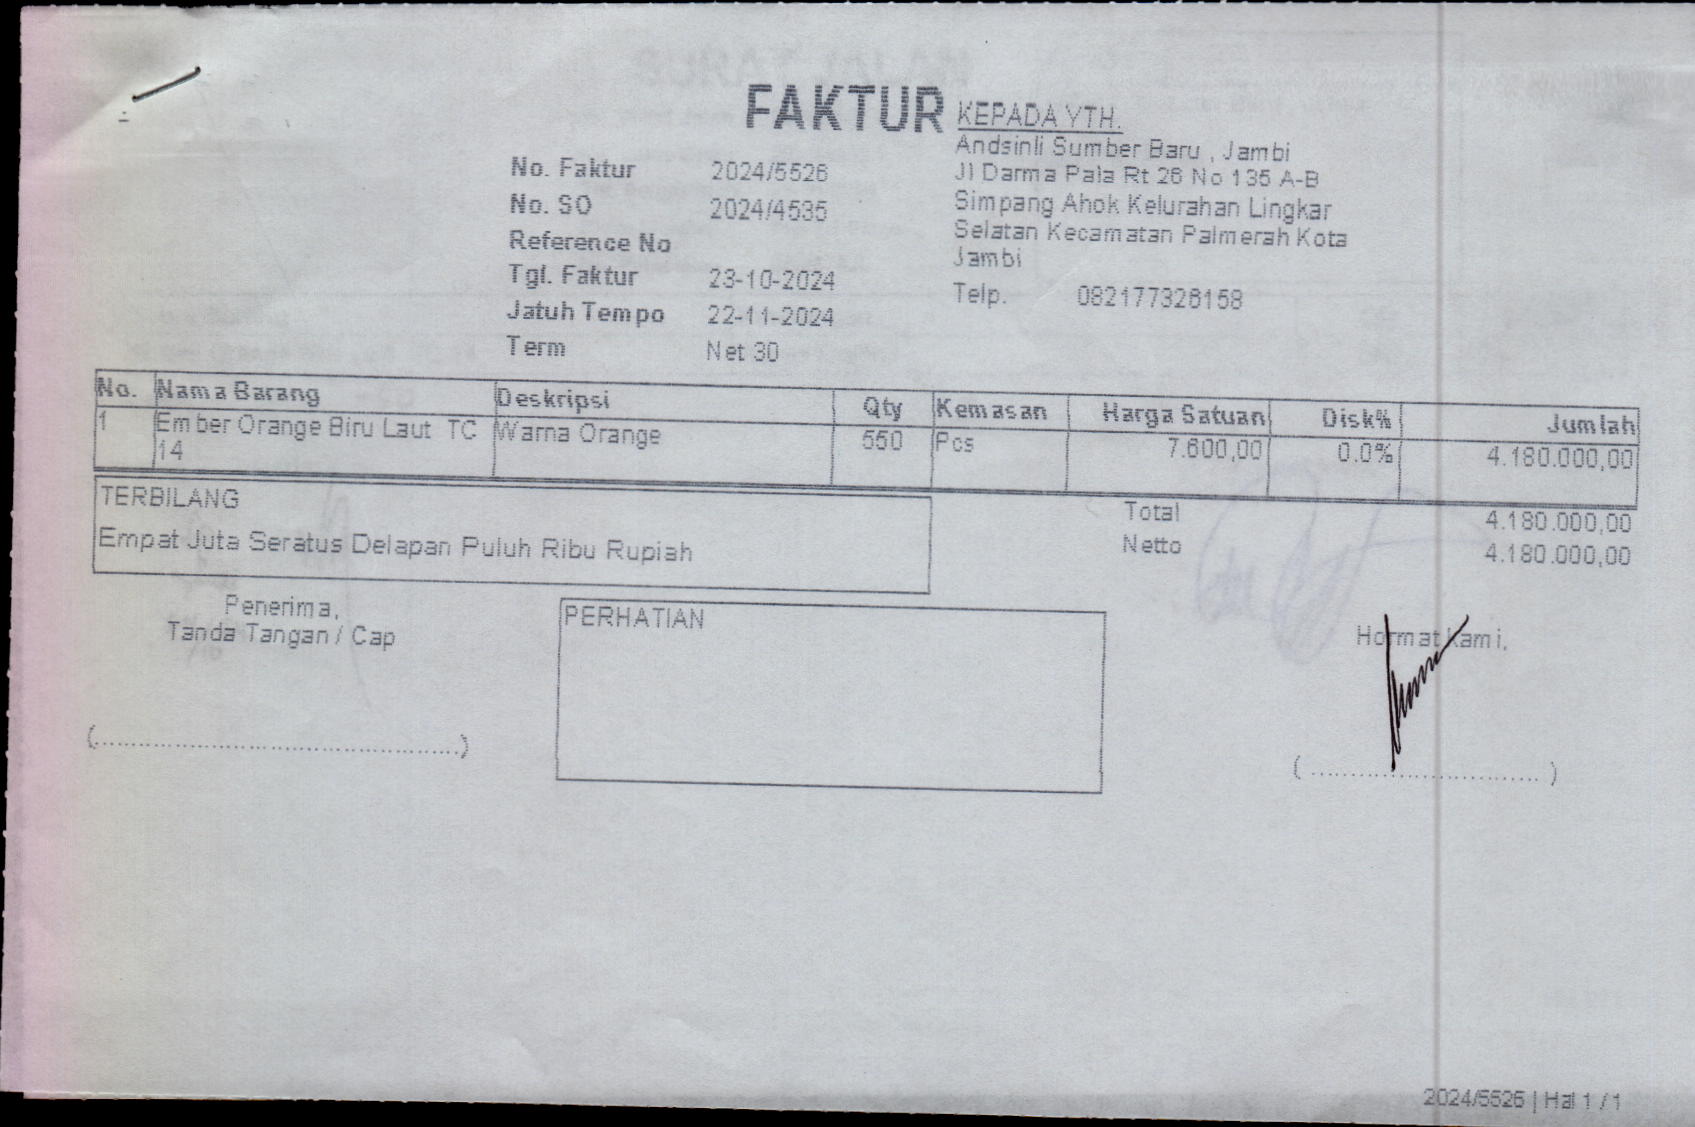 FAKTUR
No. Faktur 2024/5526
No. SO 2024/4535
Reference No
Tgl. Faktur 23-10-2024
Jatuh Tempo 22-11-2024
Term Net 30
KEPADA YTH.
Andsinli Sumber Baru , Jambi
Jl Darma Pala Rt 26 No 135 A-B
Simpang Ahok Kelurahan Lingkar
Selatan Kecamatan Palmerah Kota
Jambi
Telp. 082177326158
No. Nama Barang Deskripsi Qty Kemasan Harga Satuan Disk% Jumlah
1 Ember Orange Biru Laut TC Warna Orange 550 Pcs 7.600,00 0.0% 4.180.000,00
14
TERBILANG
Empat Juta Seratus Delapan Puluh Ribu Rupiah
Total 4.180.000,00
Netto 4.180.000,00
Penerima,
Tanda Tangan / Cap
PERHATIAN
Hormat Kami,
(................................................)
( .............................. )
2024/5526 | Hal 1 / 1